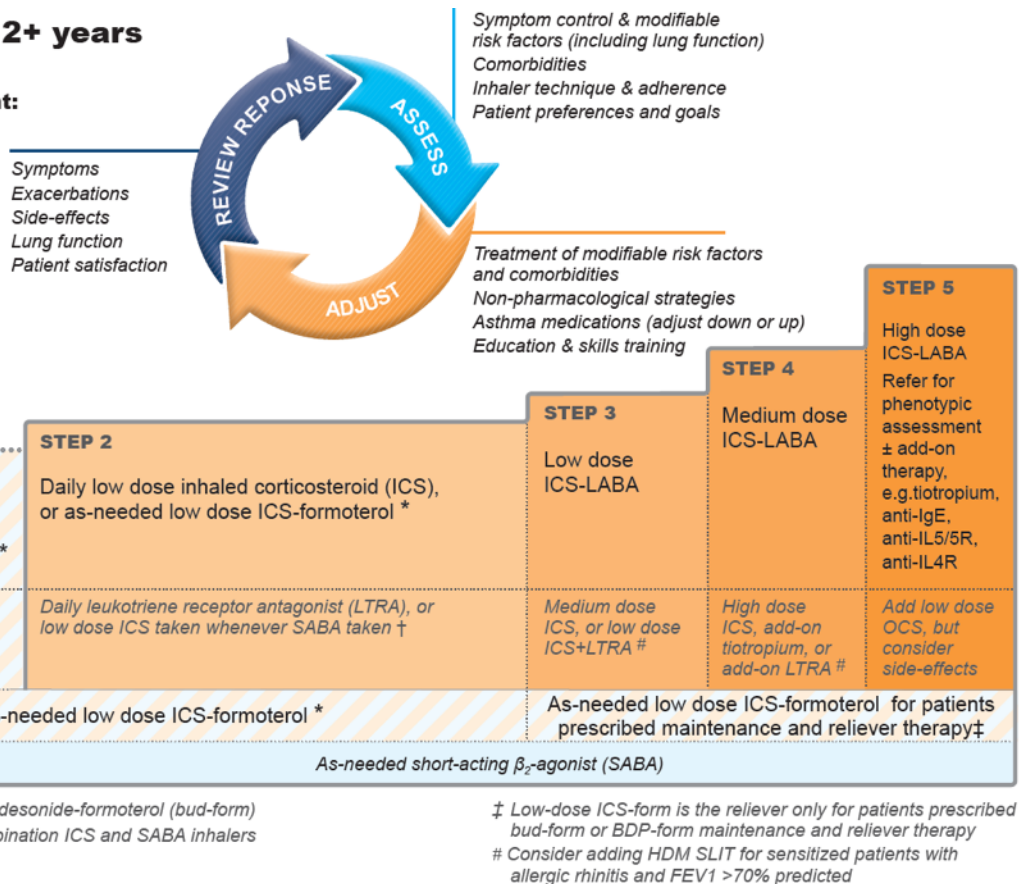 2+ years
nt:
Symptom control & modifiable
risk factors (including lung function)
Comorbidities
Inhaler technique & adherence
Patient preferences and goals
REVIEW REPONSE
ASSESS
ADJUST
Symptoms
Exacerbations
Side-effects
Lung function
Patient satisfaction
Treatment of modifiable risk factors
and comorbidities
Non-pharmacological strategies
Asthma medications (adjust down or up)
Education & skills training
STEP 2
Daily low dose inhaled corticosteroid (ICS),
or as-needed low dose ICS-formoterol *
*
Daily leukotriene receptor antagonist (LTRA), or
low dose ICS taken whenever SABA taken †
STEP 3
Low dose
ICS-LABA
Medium dose
ICS, or low dose
ICS+LTRA #
STEP 4
Medium dose
ICS-LABA
High dose
ICS, add-on
tiotropium, or
add-on LTRA #
STEP 5
High dose
ICS-LABA
Refer for
phenotypic
assessment
± add-on
therapy,
e.g.tiotropium,
anti-IgE,
anti-IL5/5R,
anti-IL4R
Add low dose
OCS, but
consider
side-effects
s-needed low dose ICS-formoterol *
As-needed low dose ICS-formoterol for patients
prescribed maintenance and reliever therapy‡
As-needed short-acting β₂-agonist (SABA)
desonide-formoterol (bud-form)
bination ICS and SABA inhalers
‡ Low-dose ICS-form is the reliever only for patients prescribed
bud-form or BDP-form maintenance and reliever therapy
# Consider adding HDM SLIT for sensitized patients with
allergic rhinitis and FEV1 >70% predicted